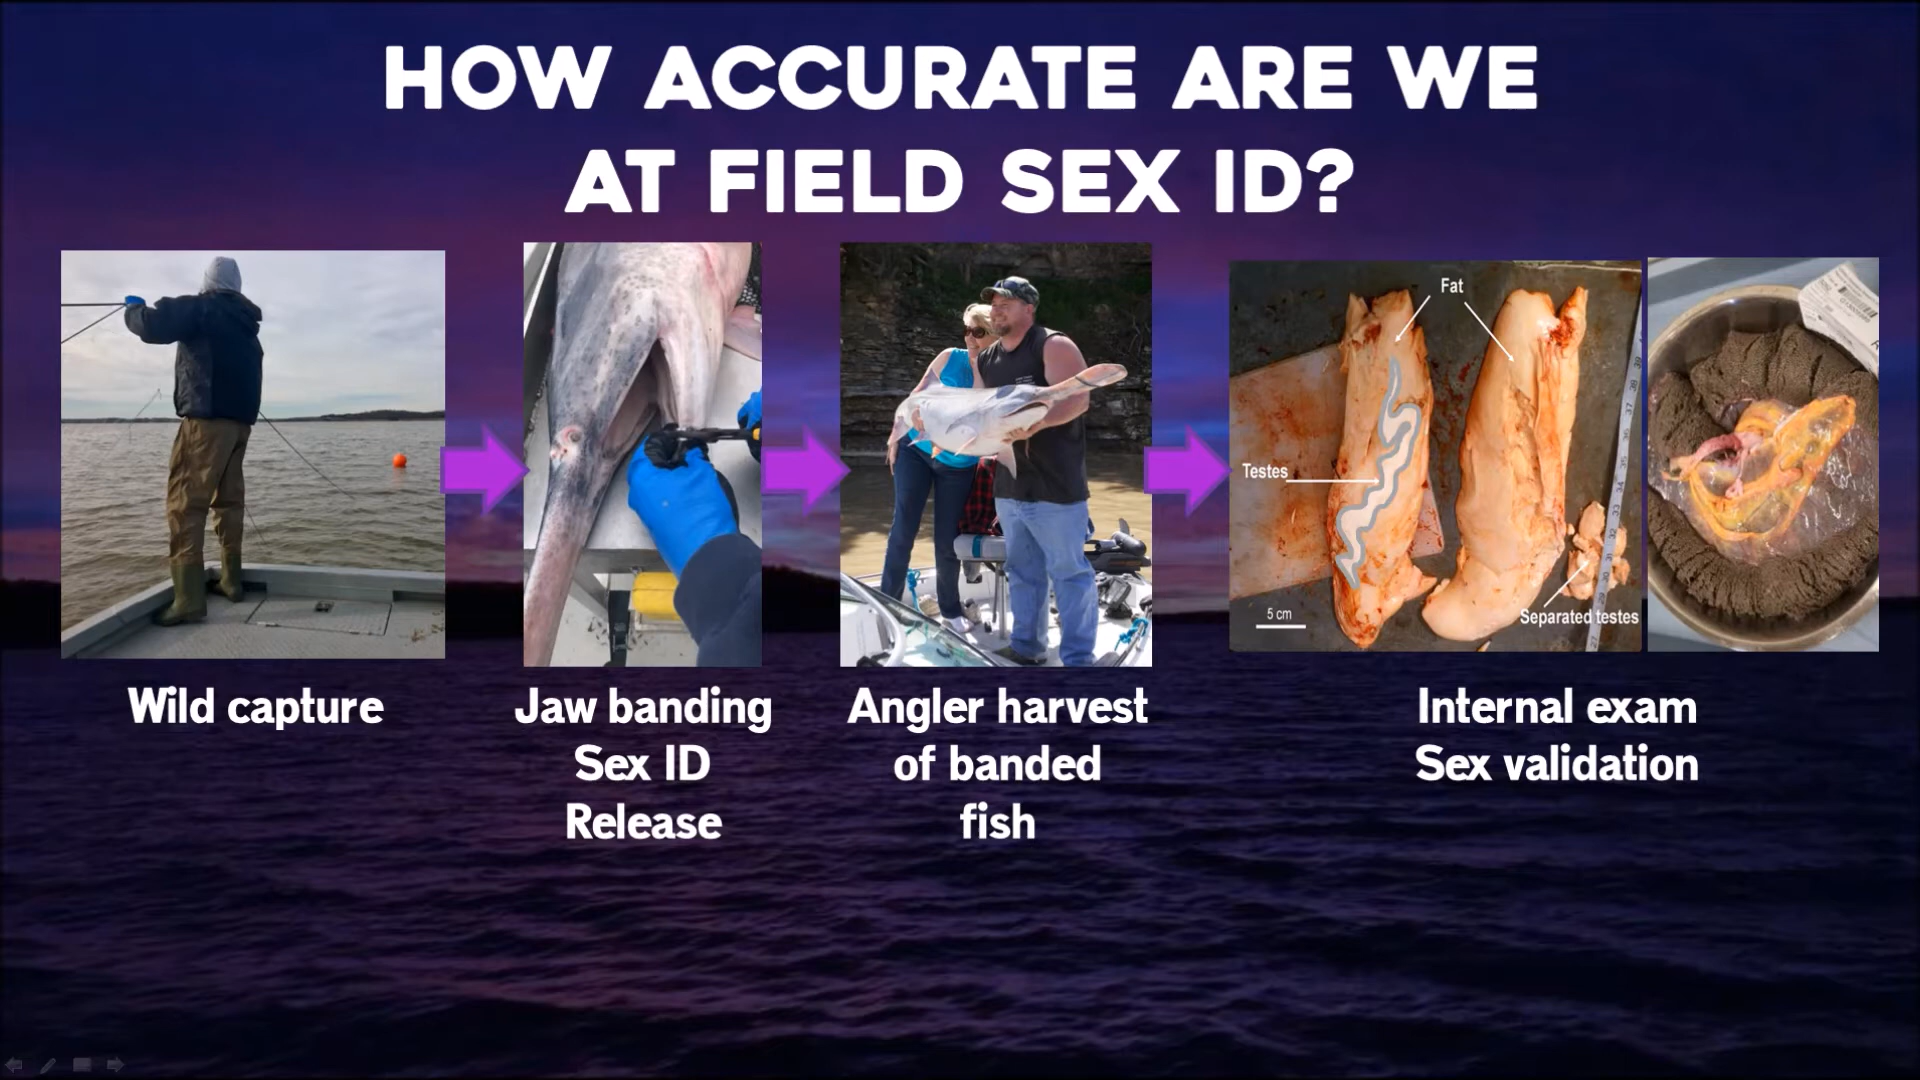 HOW ACCURATE ARE WE
AT FIELD SEX ID?
Fat
Testes
5 cm
Separated testes
Wild capture
Jaw banding
Sex ID
Release
Angler harvest
of banded
fish
Internal exam
Sex validation